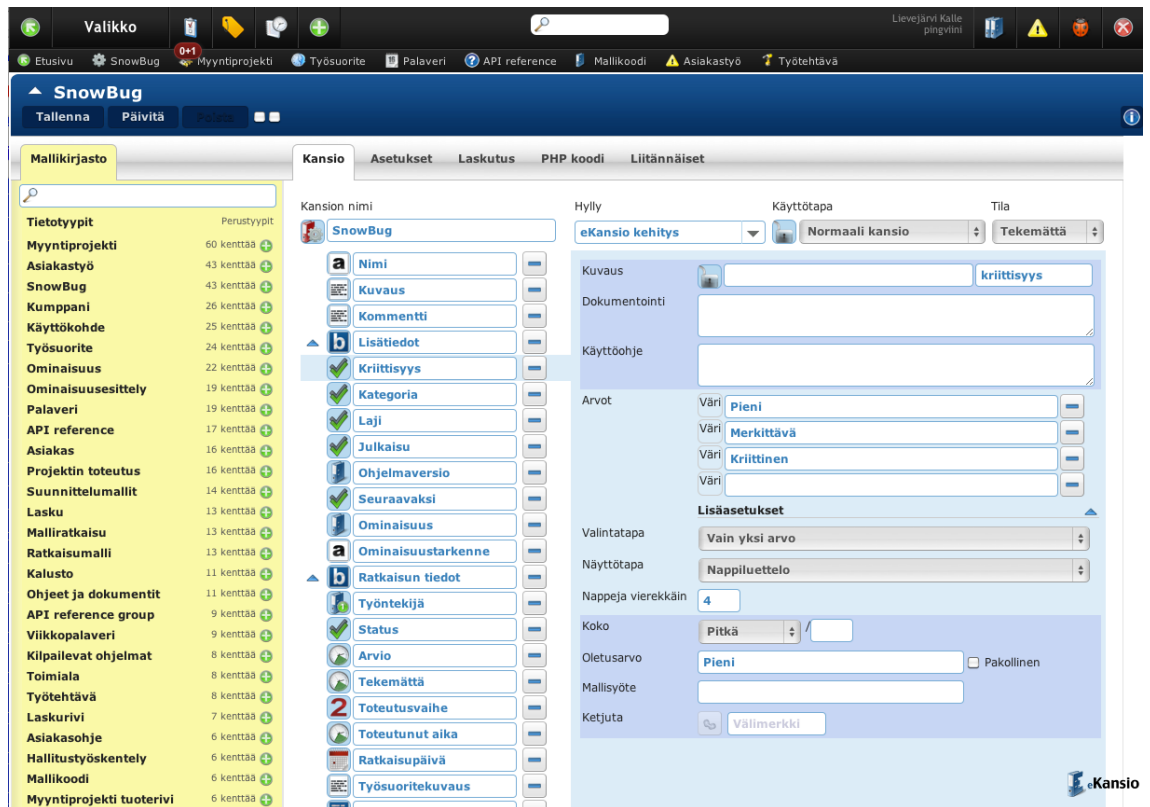 Valikko
Lievejärvi Kalle
pingviini
0+1
Etusivu SnowBug Myyntiprojekti Työsuorite Palaveri API reference Mallikoodi Asiakastyö Työtehtävä
SnowBug
Tallenna Päivitä Poista
Mallikirjasto
Kansio Asetukset Laskutus PHP koodi Liitännäiset
Tietotyypit Perustyypit
Myyntiprojekti 60 kenttää
Asiakastyö 43 kenttää
SnowBug 43 kenttää
Kumppani 26 kenttää
Käyttökohde 25 kenttää
Työsuorite 24 kenttää
Ominaisuus 22 kenttää
Ominaisuusesittely 19 kenttää
Palaveri 19 kenttää
API reference 17 kenttää
Asiakas 16 kenttää
Projektin toteutus 16 kenttää
Suunnittelumallit 14 kenttää
Lasku 13 kenttää
Malliratkaisu 13 kenttää
Ratkaisumalli 13 kenttää
Kalusto 11 kenttää
Ohjeet ja dokumentit 11 kenttää
API reference group 9 kenttää
Viikkopalaveri 9 kenttää
Kilpailevat ohjelmat 8 kenttää
Toimiala 8 kenttää
Työtehtävä 8 kenttää
Laskurivi 7 kenttää
Asiakasohje 6 kenttää
Hallitustyöskentely 6 kenttää
Mallikoodi 6 kenttää
Myyntiprojekti tuoterivi 6 kenttää
Kansion nimi
SnowBug
a Nimi
Kuvaus
Kommentti
b Lisätiedot
Kriittisyys
Kategoria
Laji
Julkaisu
Ohjelmaversio
Seuraavaksi
Ominaisuus
a Ominaisuustarkenne
b Ratkaisun tiedot
Työntekijä
Status
Arvio
Tekemättä
2 Toteutusvaihe
Toteutunut aika
Ratkaisupäivä
Työsuoritekuvaus
Hylly Käyttötapa Tila
eKansio kehitys Normaali kansio Tekemättä
Kuvaus kriittisyys
Dokumentointi
Käyttöohje
Arvot Väri Pieni
Väri Merkittävä
Väri Kriittinen
Väri
Lisäasetukset
Valintatapa Vain yksi arvo
Näyttötapa Nappiluettelo
Nappeja vierekkäin 4
Koko Pitkä /
Oletusarvo Pieni Pakollinen
Mallisyöte
Ketjuta Välimerkki
eKansio